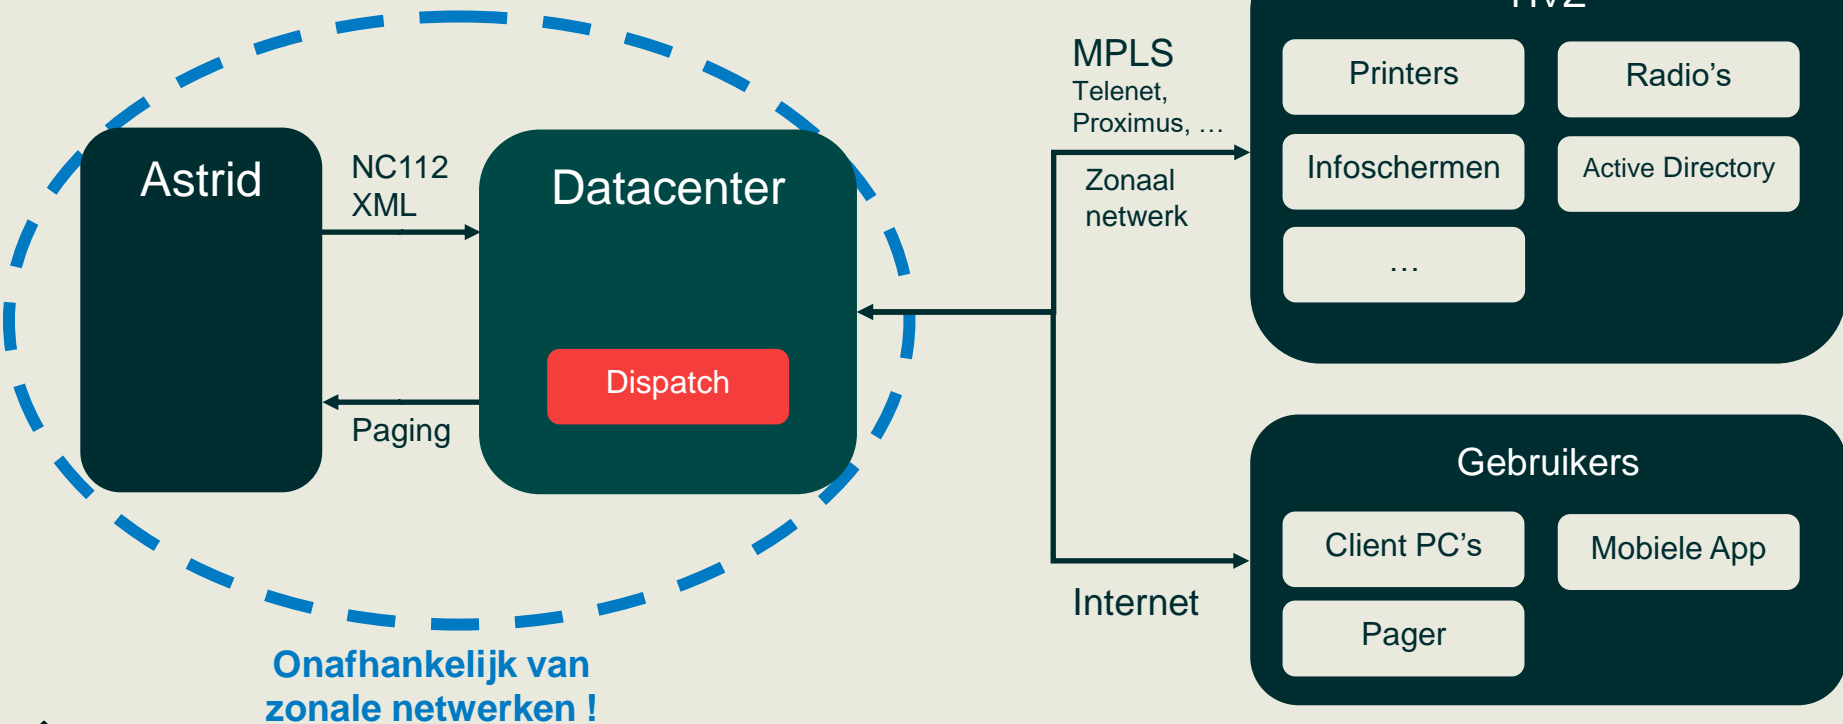 Astrid
NC112
XML
Paging
Datacenter
Dispatch
Onafhankelijk van
zonale netwerken !
MPLS
Telenet,
Proximus, …
Zonaal
netwerk
Internet
Printers
Radio’s
Infoschermen
Active Directory
…
Gebruikers
Client PC’s
Mobiele App
Pager